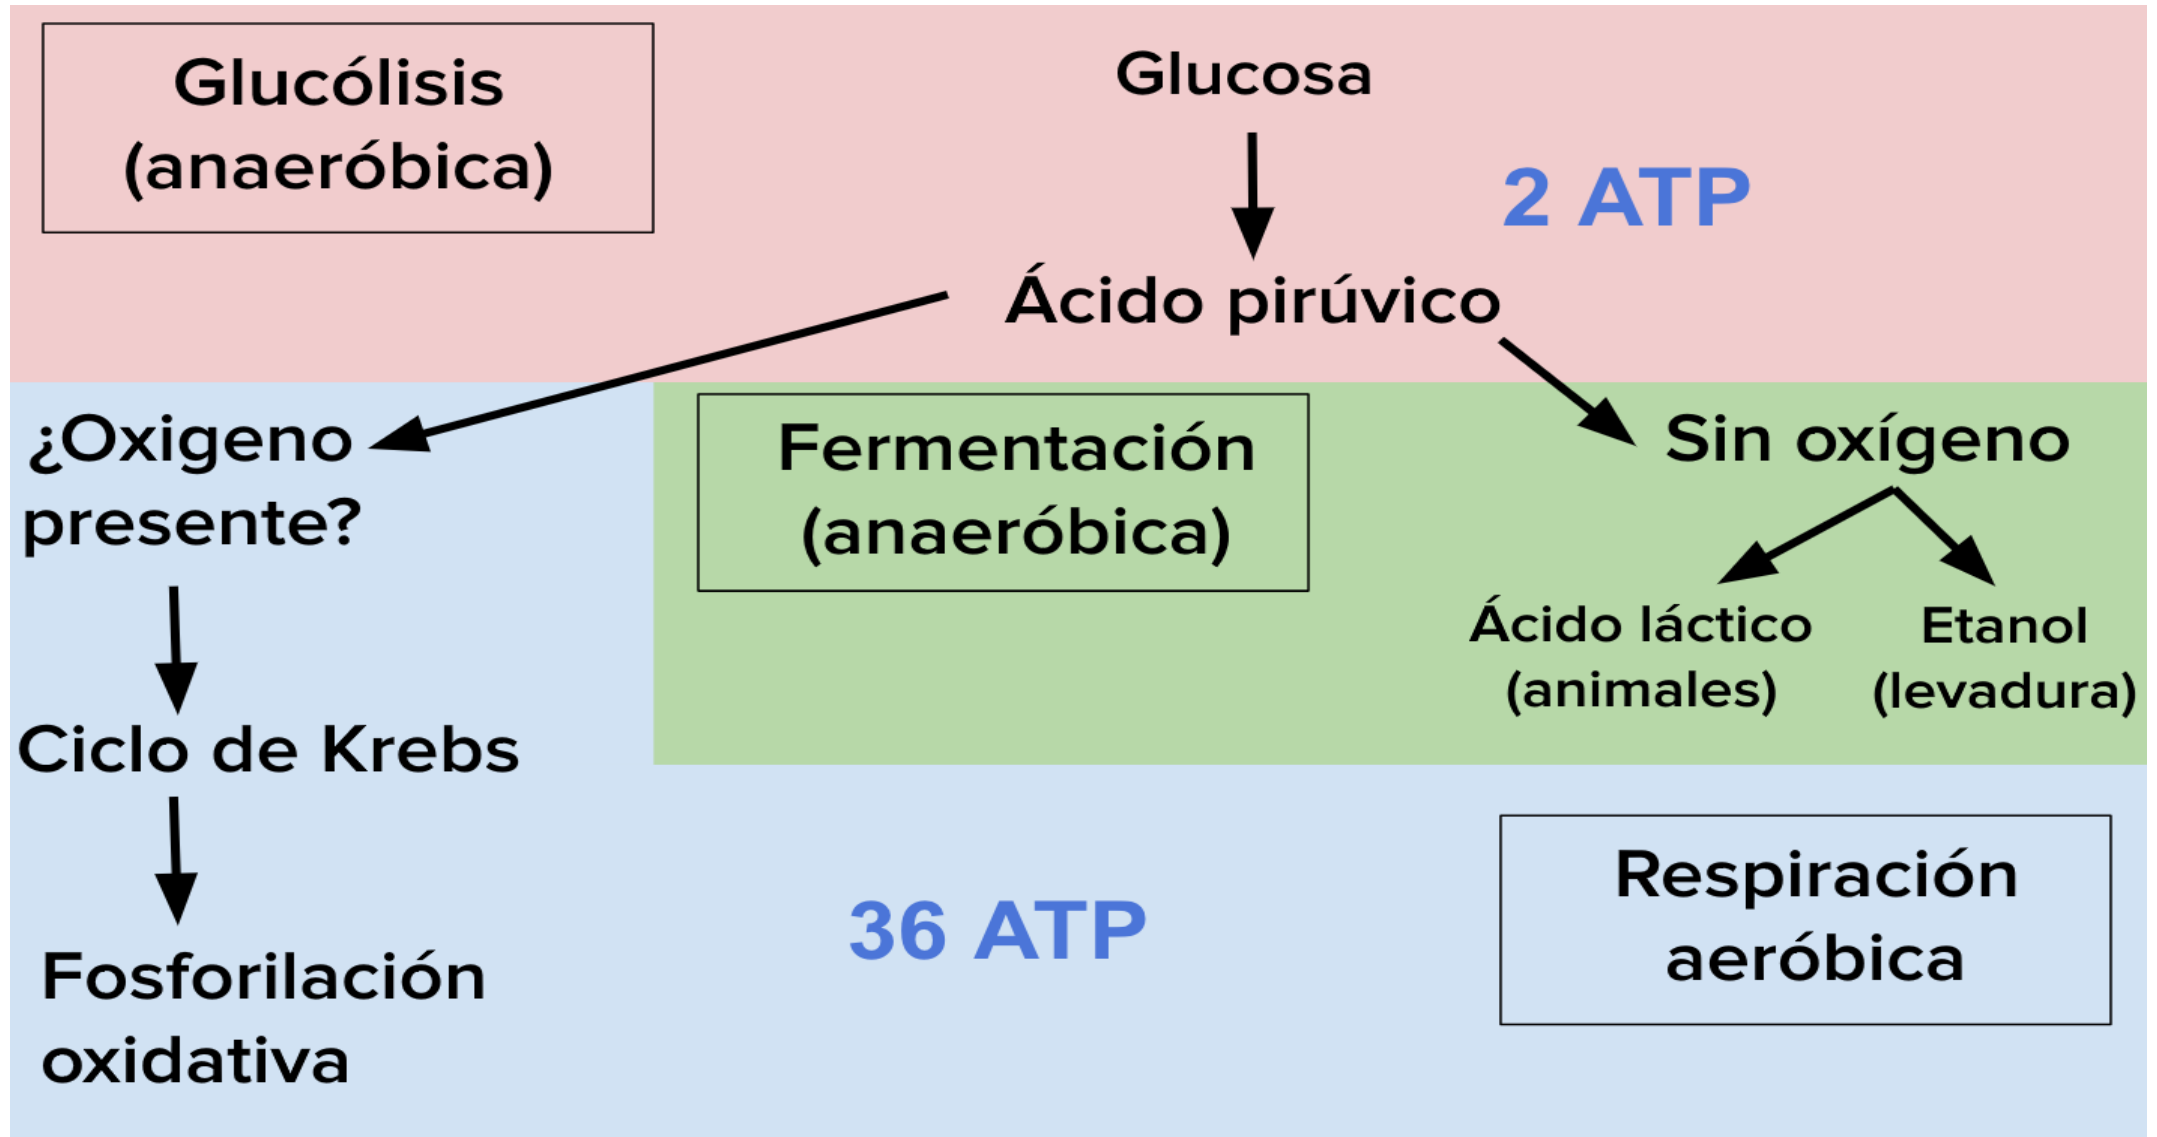 Glucólisis
(anaeróbica)
Glucosa
2 ATP
Ácido pirúvico
¿Oxigeno
presente?
Fermentación
(anaeróbica)
Sin oxígeno
Ácido láctico
(animales)
Etanol
(levadura)
Ciclo de Krebs
Fosforilación
oxidativa
36 ATP
Respiración
aeróbica